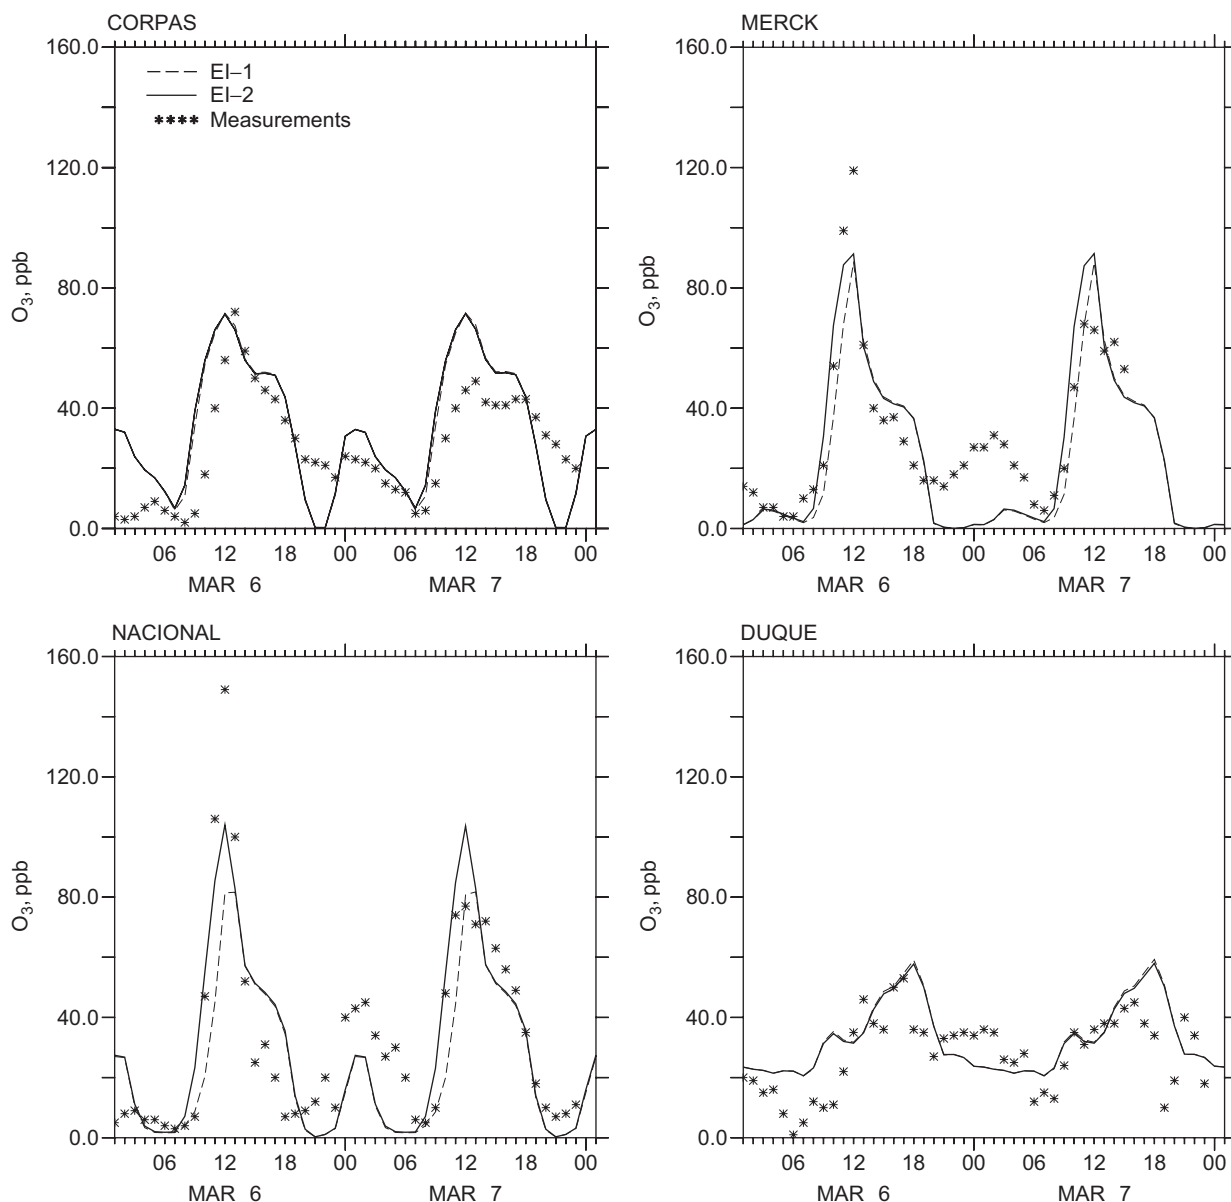 CORPAS
160.0
120.0
80.0
40.0
0.0
O3, ppb
EI–1
EI–2
**** Measurements
06 12 18 00 06 12 18 00
MAR 6 MAR 7
MERCK
160.0
120.0
80.0
40.0
0.0
O3, ppb
06 12 18 00 06 12 18 00
MAR 6 MAR 7
NACIONAL
160.0
120.0
80.0
40.0
0.0
O3, ppb
06 12 18 00 06 12 18 00
MAR 6 MAR 7
DUQUE
160.0
120.0
80.0
40.0
0.0
O3, ppb
06 12 18 00 06 12 18 00
MAR 6 MAR 7